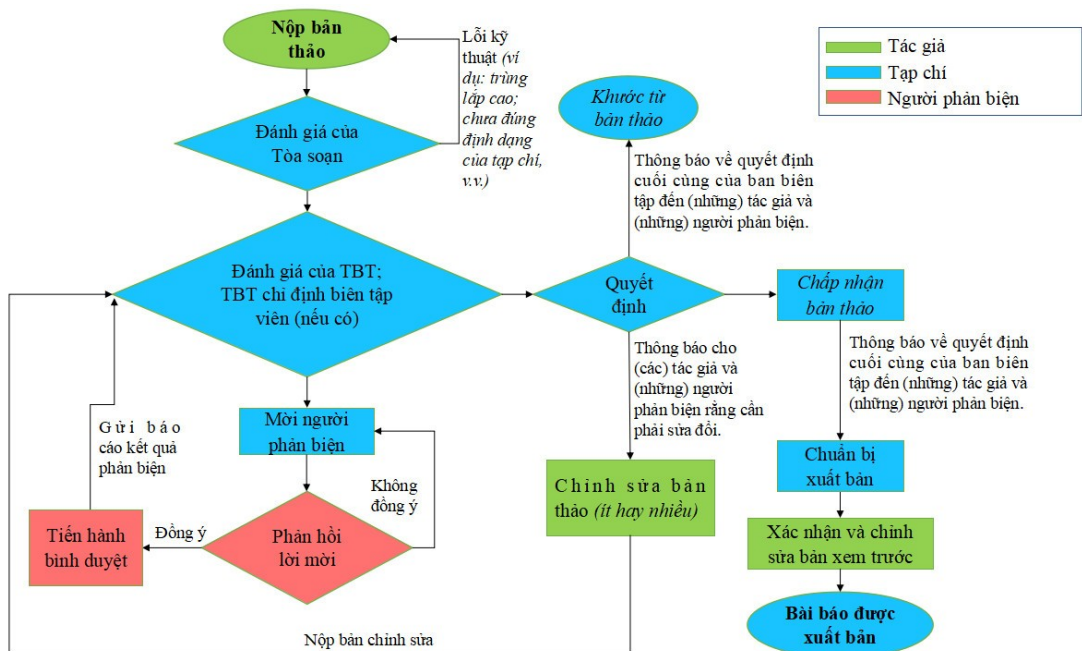 Nộp bản
thảo
Lỗi kỹ
thuật (ví
dụ: trùng
lắp cao;
chưa đúng
định dạng
của tạp chí,
v.v.)
Tác giả
Tạp chí
Người phản biện
Đánh giá của
Tòa soạn
Khước từ
bản thảo
Thông báo về quyết định
cuối cùng của ban biên
tập đến (những) tác giả và
(những) người phản biện.
Đánh giá của TBT;
TBT chỉ định biên tập
viên (nếu có)
Quyết
định
Chấp nhận
bản thảo
Thông báo cho
(các) tác giả và
(những) người
phản biện rằng cần
phải sửa đổi.
Thông báo về quyết định
cuối cùng của ban biên
tập đến (những) tác giả và
(những) người phản biện.
Gửi báo
cáo kết quả
phản biện
Mời người
phản biện
Không
đồng ý
Chuẩn bị
xuất bản
Chỉnh sửa bản
thảo (ít hay nhiều)
Tiến hành
bình duyệt
Đồng ý
Phản hồi
lời mời
Xác nhận và chỉnh
sửa bản xem trước
Bài báo được
xuất bản
Nộp bản chỉnh sửa